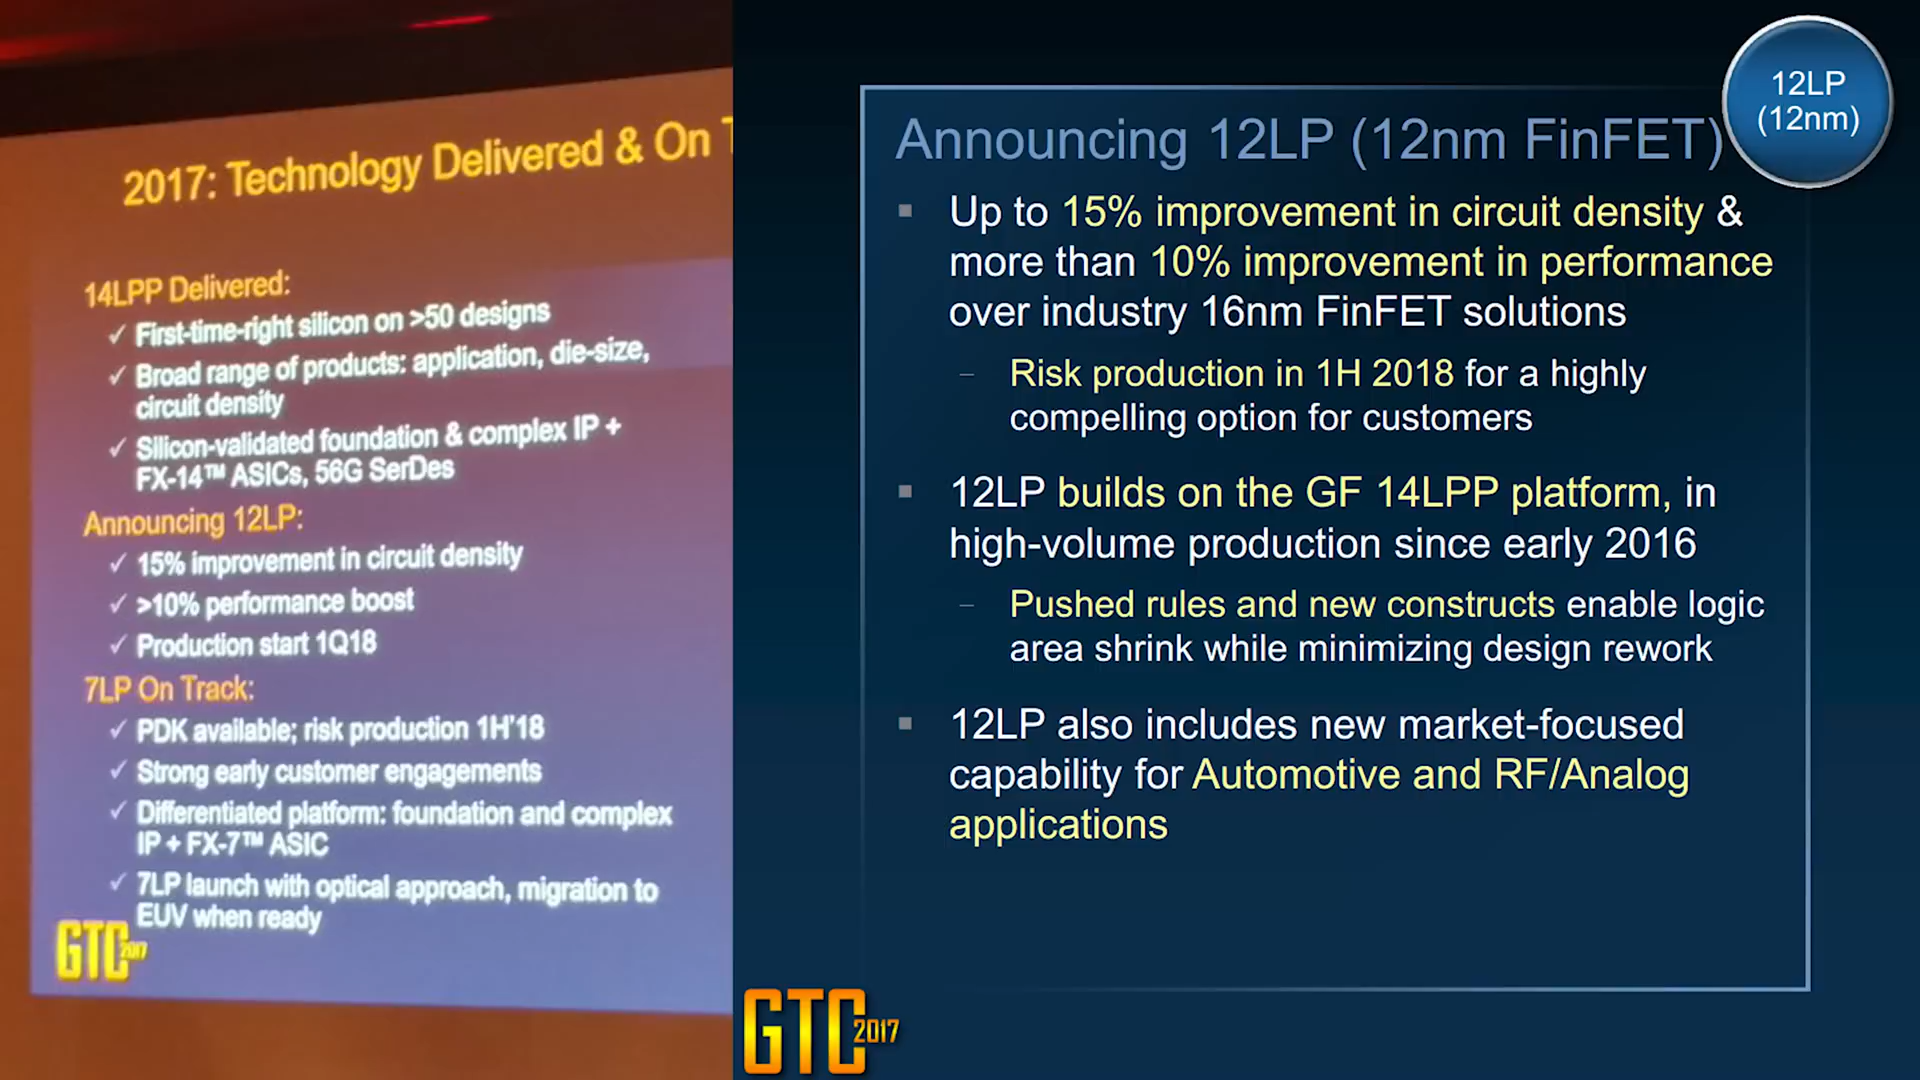 2017: Technology Delivered & On
14LPP Delivered:
✓ First-time-right silicon on >50 designs
✓ Broad range of products: application, die-size,
circuit density
✓ Silicon-validated foundation & complex IP +
FX-14™ ASICs, 56G SerDes
Announcing 12LP:
✓ 15% improvement in circuit density
✓ >10% performance boost
✓ Production start 1Q18
7LP On Track:
✓ PDK available; risk production 1H'18
✓ Strong early customer engagements
✓ Differentiated platform: foundation and complex
IP + FX-7™ ASIC
✓ 7LP launch with optical approach, migration to
EUV when ready
GTC 2017
12LP
(12nm)
Announcing 12LP (12nm FinFET)
▪ Up to 15% improvement in circuit density &
more than 10% improvement in performance
over industry 16nm FinFET solutions
– Risk production in 1H 2018 for a highly
compelling option for customers
▪ 12LP builds on the GF 14LPP platform, in
high-volume production since early 2016
– Pushed rules and new constructs enable logic
area shrink while minimizing design rework
▪ 12LP also includes new market-focused
capability for Automotive and RF/Analog
applications
GTC 2017